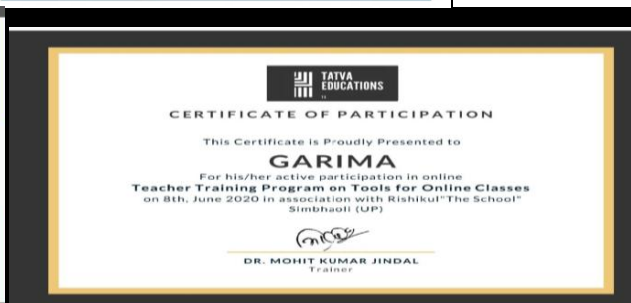 TATVA
EDUCATIONS
CERTIFICATE OF PARTICIPATION
This Certificate is Proudly Presented to
GARIMA
For his/her active participation in online
Teacher Training Program on Tools for Online Classes
on 8th, June 2020 in association with Rishikul"The School"
Simbhaoli (UP)
DR. MOHIT KUMAR JINDAL
Trainer